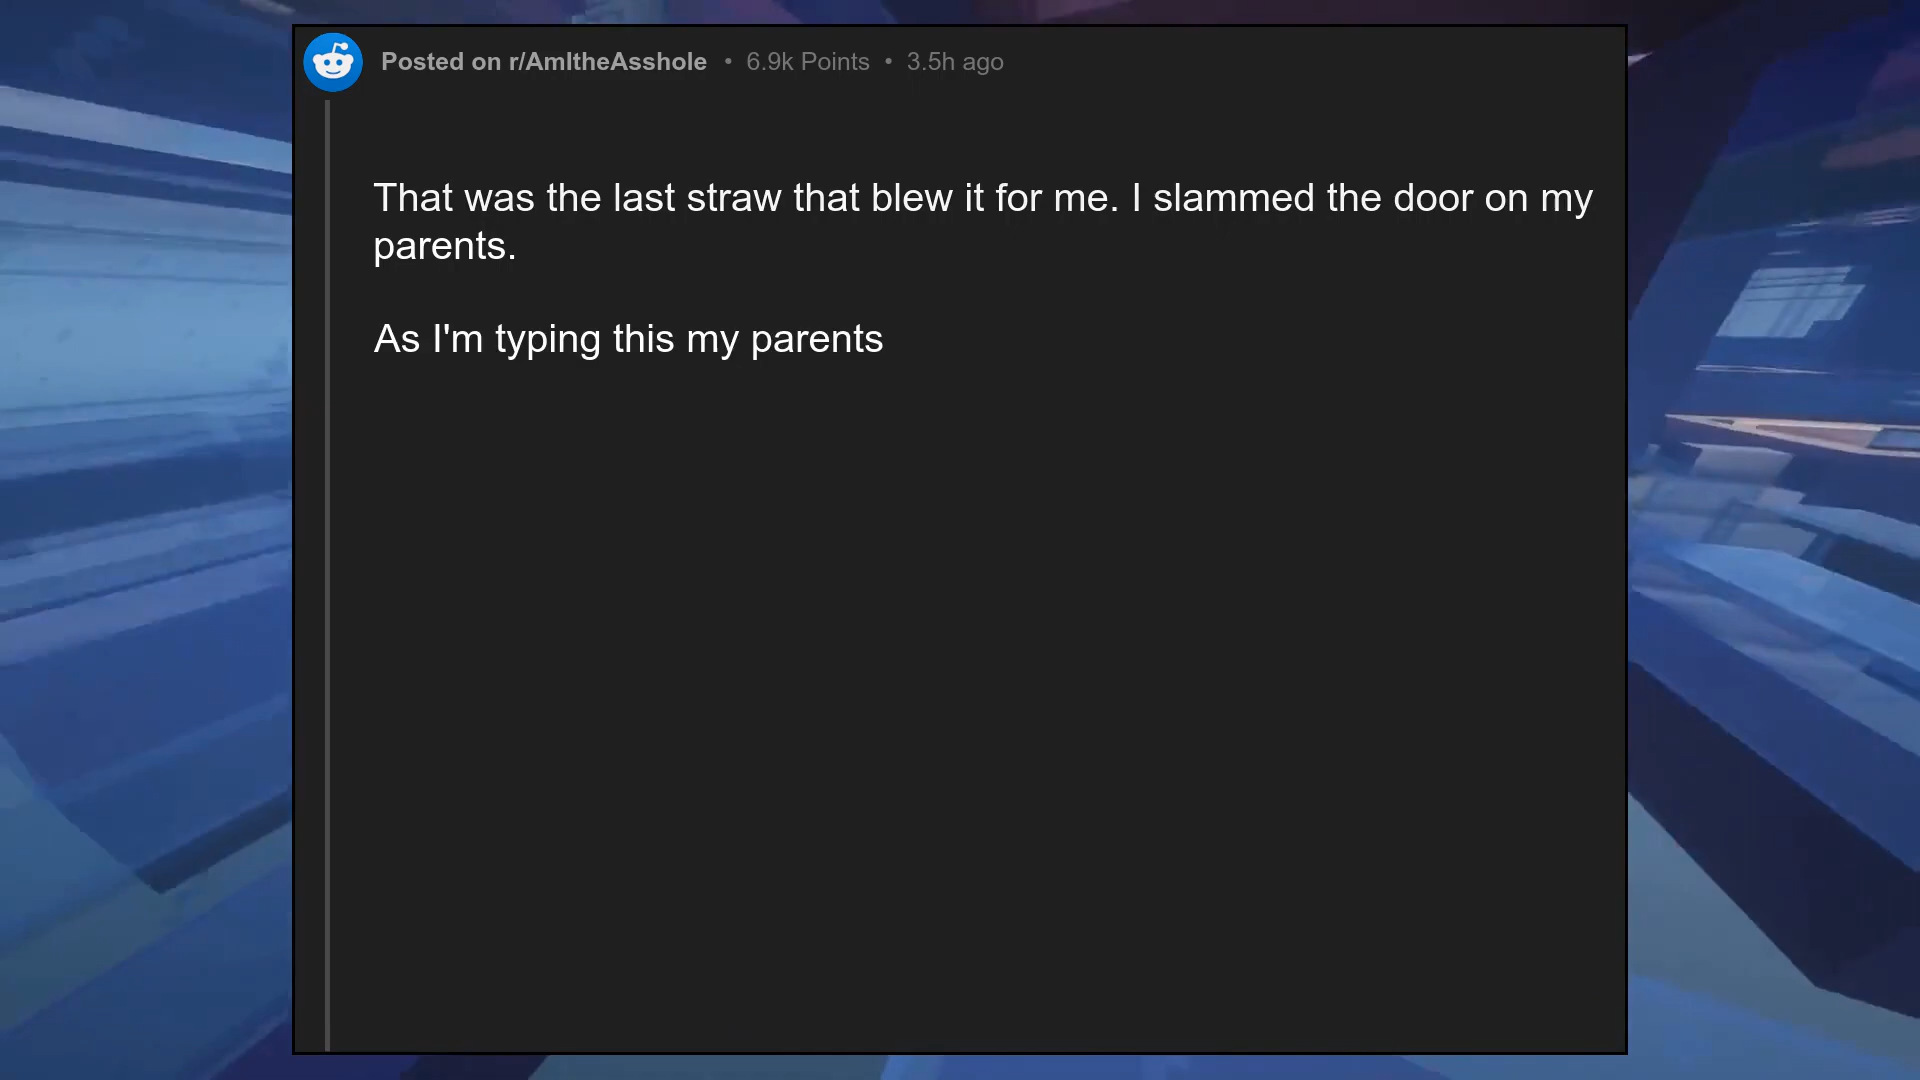 Posted on r/AmItheAsshole • 6.9k Points • 3.5h ago
That was the last straw that blew it for me. I slammed the door on my
parents.
As I'm typing this my parents